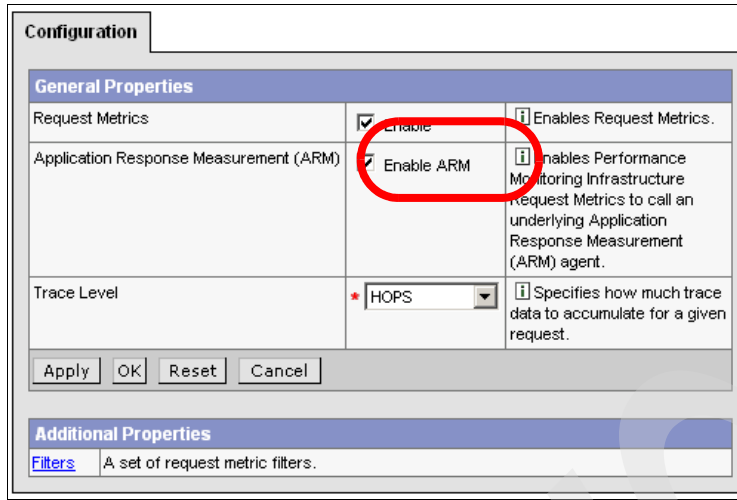 Configuration
General Properties
Request Metrics
Enable
Enables Request Metrics.
Application Response Measurement (ARM)
Enable ARM
Enables Performance
Monitoring Infrastructure
Request Metrics to call an
underlying Application
Response Measurement
(ARM) agent.
Trace Level
* HOPS
Specifies how much trace
data to accumulate for a given
request.
Apply OK Reset Cancel
Additional Properties
Filters A set of request metric filters.